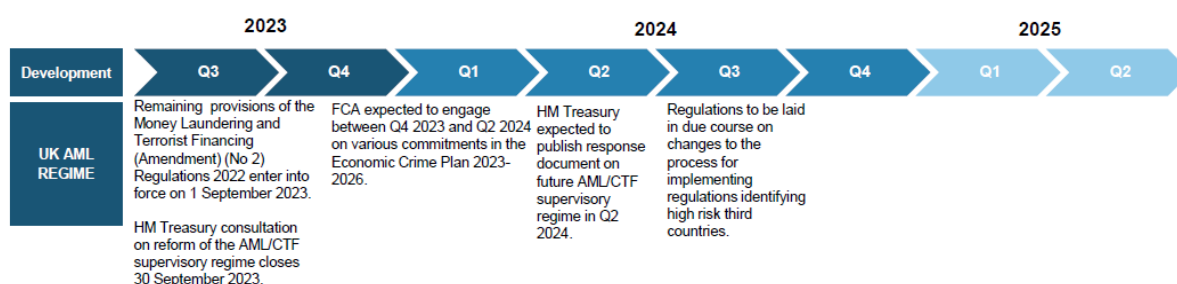 2023
2024
2025
Development
Q3
Q4
Q1
Q2
Q3
Q4
Q1
Q2
UK AML
REGIME
Remaining provisions of the
Money Laundering and
Terrorist Financing
(Amendment) (No 2)
Regulations 2022 enter into
force on 1 September 2023.
HM Treasury consultation
on reform of the AML/CTF
supervisory regime closes
30 September 2023.
FCA expected to engage
between Q4 2023 and Q2 2024
on various commitments in the
Economic Crime Plan 2023-
2026.
HM Treasury
expected to
publish response
document on
future AML/CTF
supervisory
regime in Q2
2024.
Regulations to be laid
in due course on
changes to the
process for
implementing
regulations identifying
high risk third
countries.